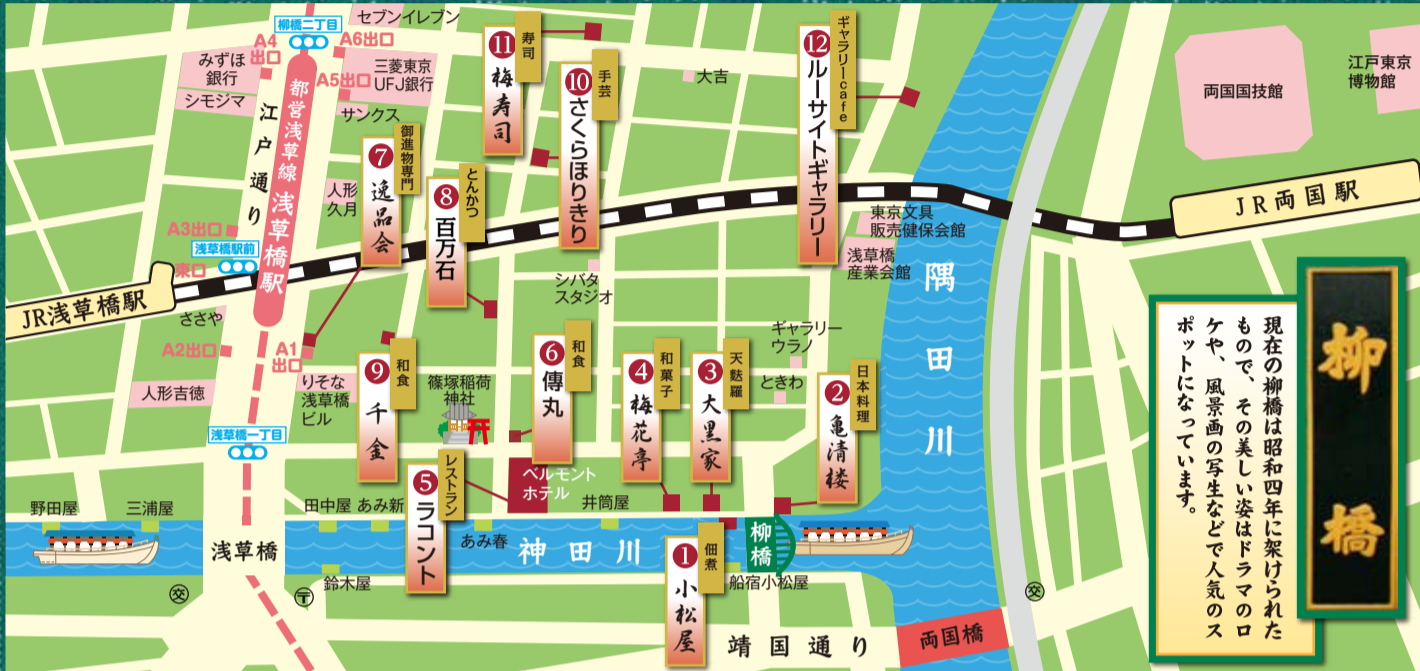 セブンイレブン
柳橋二丁目
A4
出口
A6出口
みずほ
銀行
シモジマ
A5出口
三菱東京
UFJ銀行
サンクス
江戸通り
都営浅草線 浅草橋駅
人形
久月
A3出口
浅草橋駅前
東口
JR浅草橋駅
ささや
A2出口
A1
出口
人形吉徳
りそな
浅草橋
ビル
浅草橋一丁目
⑦ 逸品会
御進物専門
⑧ 百万石
とんかつ
⑪ 梅寿司
寿司
⑩ さくらほりきり
手芸
大吉
⑫ ルーサイトギャラリー
ギャラリーcafe
両国国技館
江戸東京
博物館
JR両国駅
東京文具
販売健保会館
浅草橋
産業会館
シバタ
スタジオ
ギャラリー
ウラノ
ときわ
⑨ 千金
和食
篠塚稲荷
神社
⑥ 傳丸
和食
④ 梅花亭
和菓子
③ 大黒家
天麩羅
② 亀清楼
日本料理
⑤ ラコント
レストラン
ベルモント
ホテル
井筒屋
野田屋
三浦屋
田中屋
あみ新
あみ春
浅草橋
神田川
鈴木屋
① 小松屋
佃煮
柳橋
船宿小松屋
隅田川
靖国通り
両国橋
交
〒
交
柳橋
現在の柳橋は昭和四年に架けられた
もので、その美しい姿はドラマのロ
ケや、風景画の写生などで人気のス
ポットになっています。